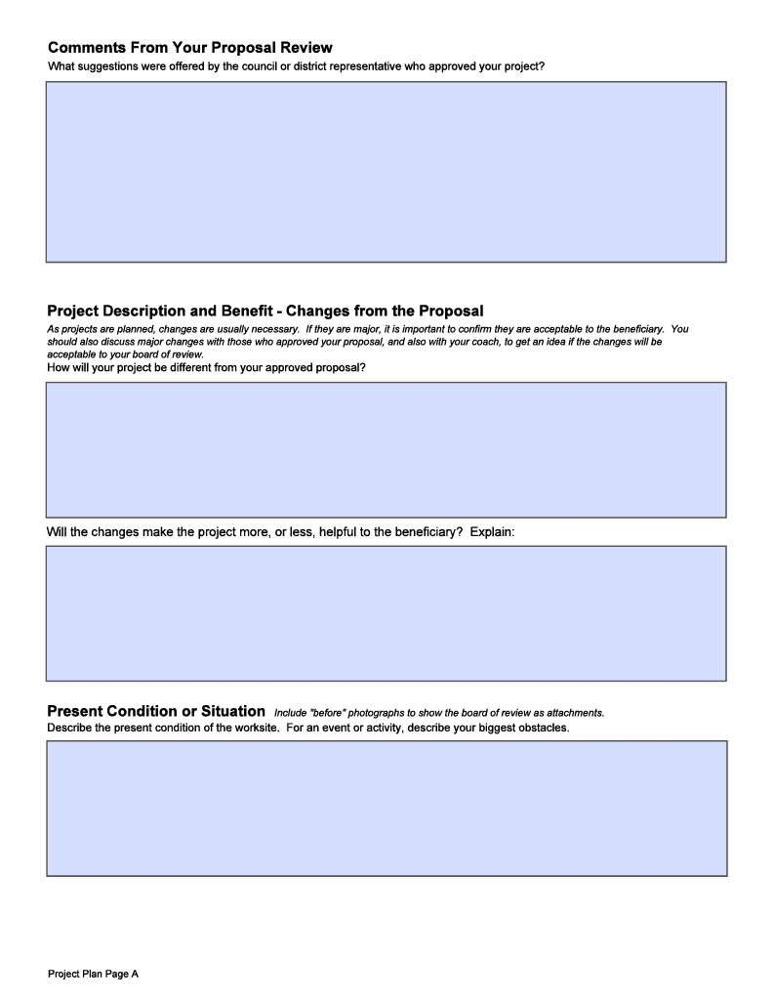 Comments From Your Proposal Review
What suggestions were offered by the council or district representative who approved your project?
Project Description and Benefit - Changes from the Proposal
As projects are planned, changes are usually necessary.  If they are major, it is important to confirm they are acceptable to the beneficiary.  You
should also discuss major changes with those who approved your proposal, and also with your coach, to get an idea if the changes will be
acceptable to your board of review.
How will your project be different from your approved proposal?
Will the changes make the project more, or less, helpful to the beneficiary?  Explain:
Present Condition or Situation  Include "before" photographs to show the board of review as attachments.
Describe the present condition of the worksite.  For an event or activity, describe your biggest obstacles.
Project Plan Page A